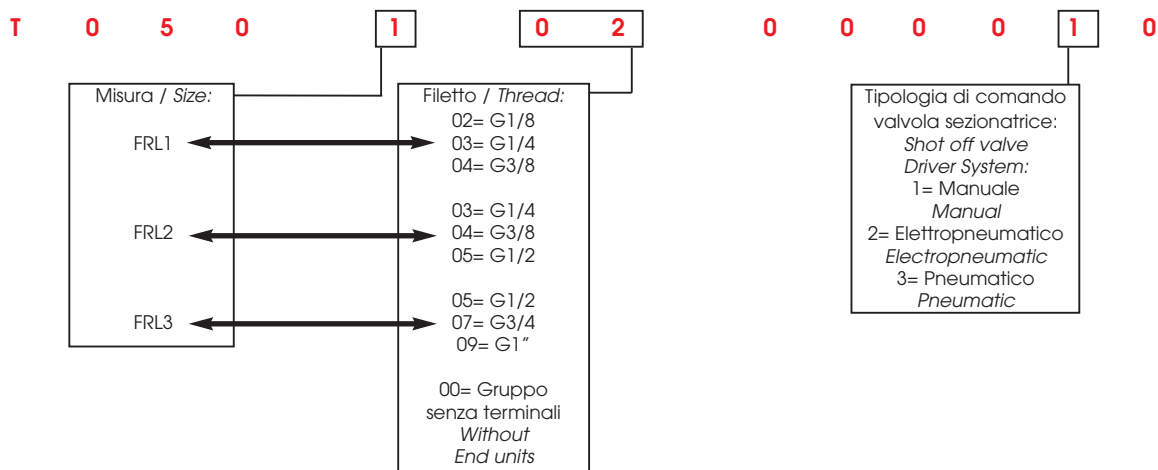 T 0 5 0 1 0 2 0 0 0 0 1 0
Misura / Size:
FRL1
FRL2
FRL3
Filetto / Thread:
02= G1/8
03= G1/4
04= G3/8
03= G1/4
04= G3/8
05= G1/2
05= G1/2
07= G3/4
09= G1”
00= Gruppo
senza terminali
Without
End units
Tipologia di comando
valvola sezionatrice:
Shot off valve
Driver System:
1= Manuale
Manual
2= Elettropneumatico
Electropneumatic
3= Pneumatico
Pneumatic